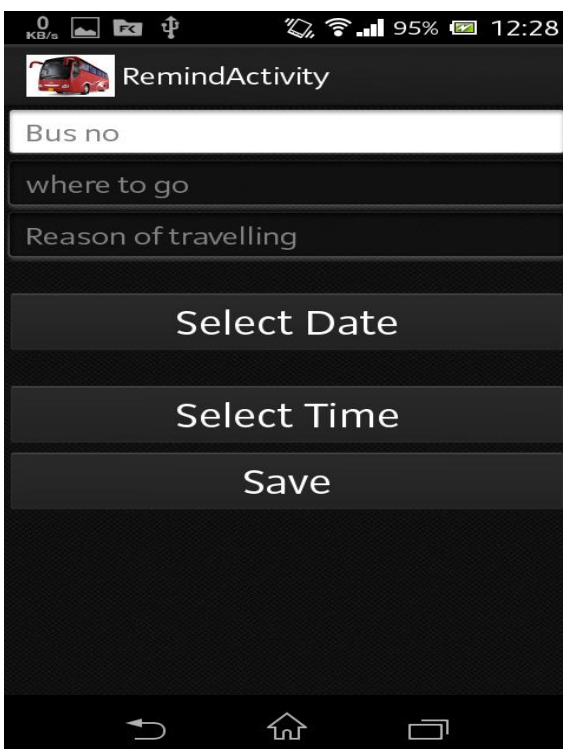 0 KB/s FK 95% 12:28
RemindActivity
Bus no
where to go
Reason of travelling
Select Date
Select Time
Save